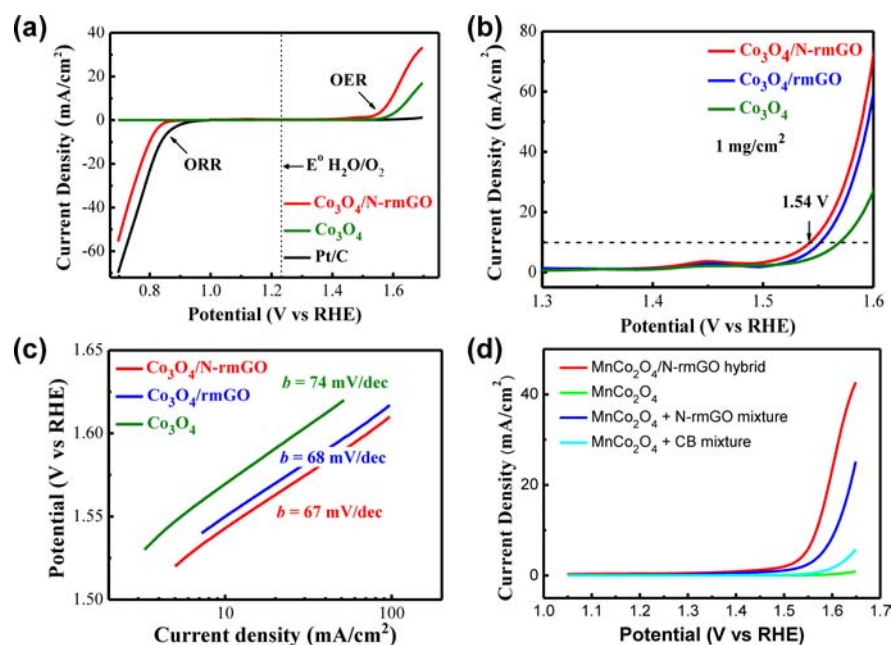 (a)
40
20
0
-20
-40
-60
Current Density (mA/cm²)
OER
ORR
E° H₂O/O₂
Co₃O₄/N-rmGO
Co₃O₄
Pt/C
0.8 1.0 1.2 1.4 1.6
Potential (V vs RHE)
(b)
80
60
40
20
0
Current Density (mA/cm²)
Co₃O₄/N-rmGO
Co₃O₄/rmGO
Co₃O₄
1 mg/cm²
1.54 V
1.3 1.4 1.5 1.6
Potential (V vs RHE)
(c)
1.65
1.60
1.55
1.50
Potential (V vs RHE)
Co₃O₄/N-rmGO
Co₃O₄/rmGO
Co₃O₄
b = 74 mV/dec
b = 68 mV/dec
b = 67 mV/dec
10 100
Current density (mA/cm²)
(d)
40
20
0
Current Density (mA/cm²)
MnCo₂O₄/N-rmGO hybrid
MnCo₂O₄
MnCo₂O₄ + N-rmGO mixture
MnCo₂O₄ + CB mixture
1.0 1.1 1.2 1.3 1.4 1.5 1.6 1.7
Potential (V vs RHE)